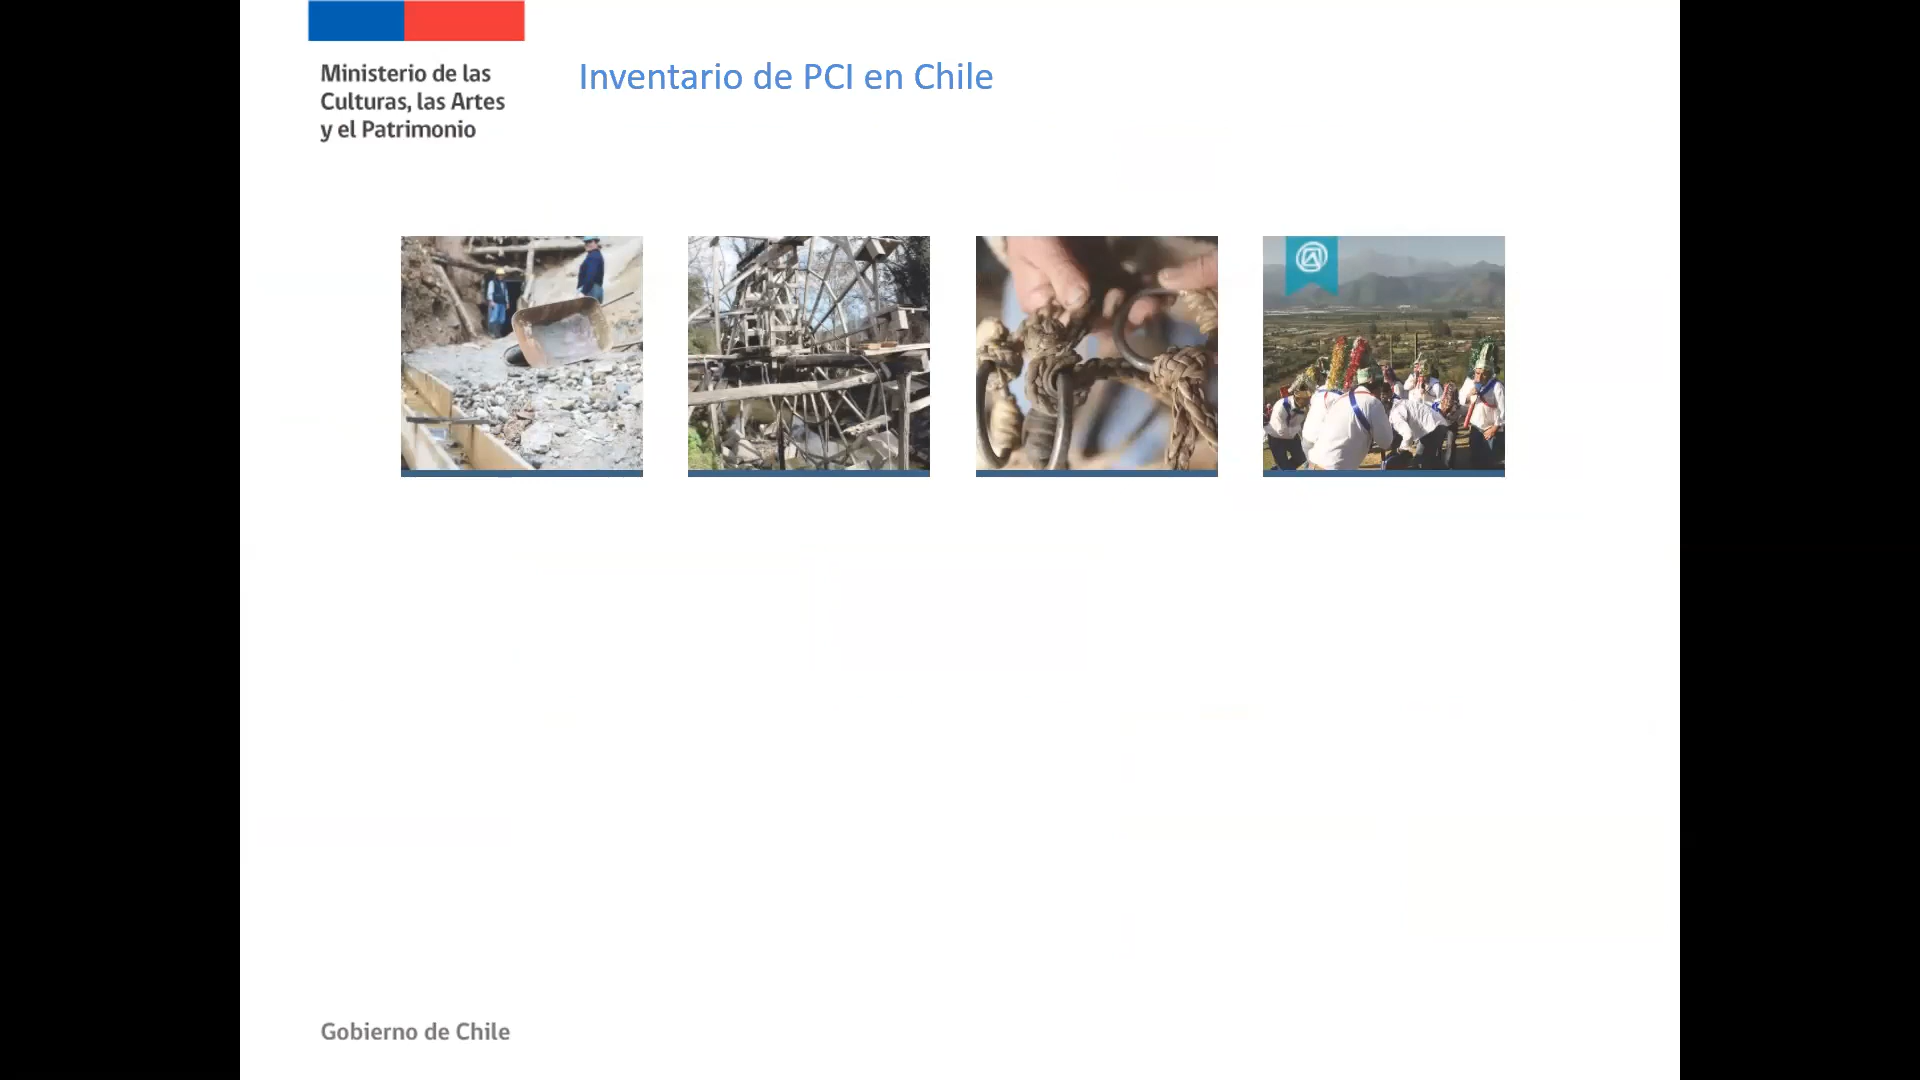 Ministerio de las
Culturas, las Artes
y el Patrimonio
Inventario de PCI en Chile
Gobierno de Chile